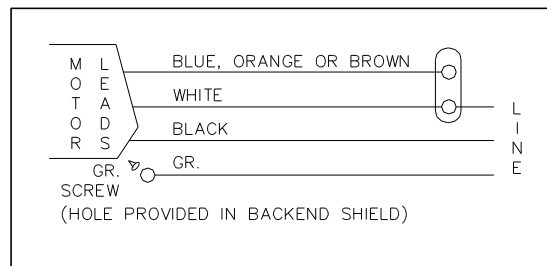 MOTOR LEADS
BLUE, ORANGE OR BROWN
WHITE
BLACK
GR.
GR.
SCREW
LINE
(HOLE PROVIDED IN BACKEND SHIELD)